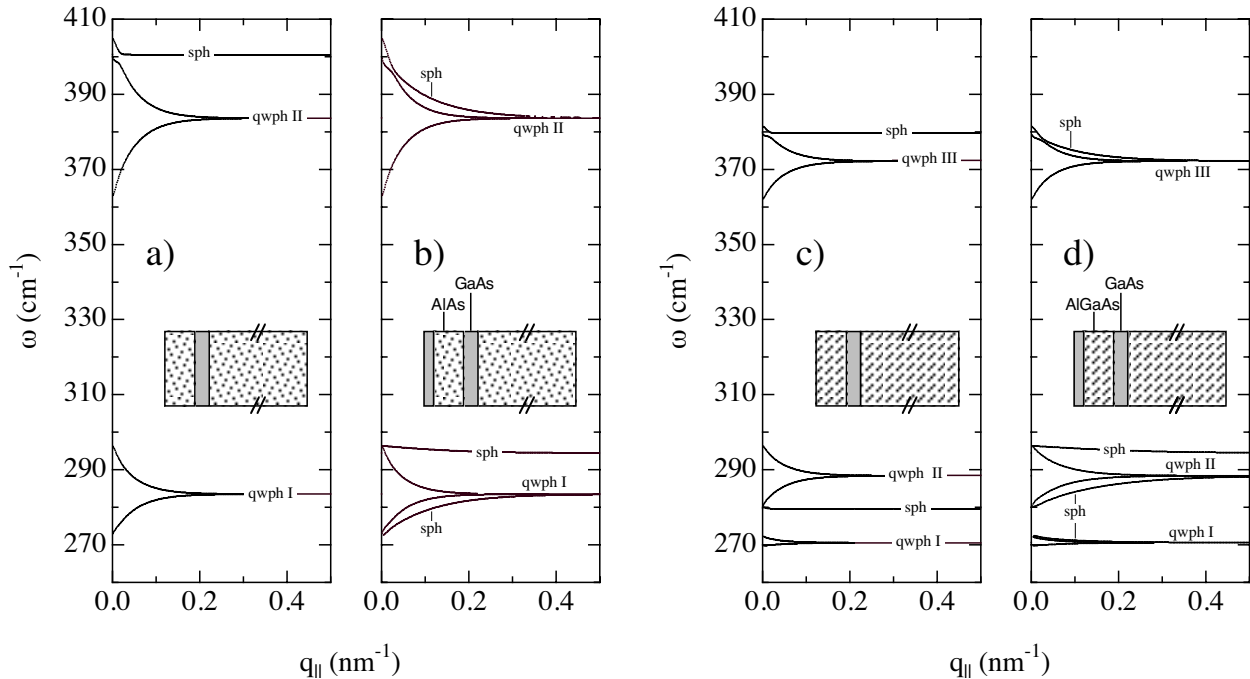 410
390
370
350
330
310
290
270
ω (cm-1)
sph
qwph II
a)
qwph I
0.0
0.2
0.4
sph
qwph II
b)
GaAs
AlAs
sph
qwph I
sph
0.0
0.2
0.4
q|| (nm-1)
410
390
370
350
330
310
290
270
ω (cm-1)
sph
qwph III
c)
qwph II
sph
qwph I
0.0
0.2
0.4
sph
qwph III
d)
GaAs
AlGaAs
sph
qwph II
sph
qwph I
0.0
0.2
0.4
q|| (nm-1)